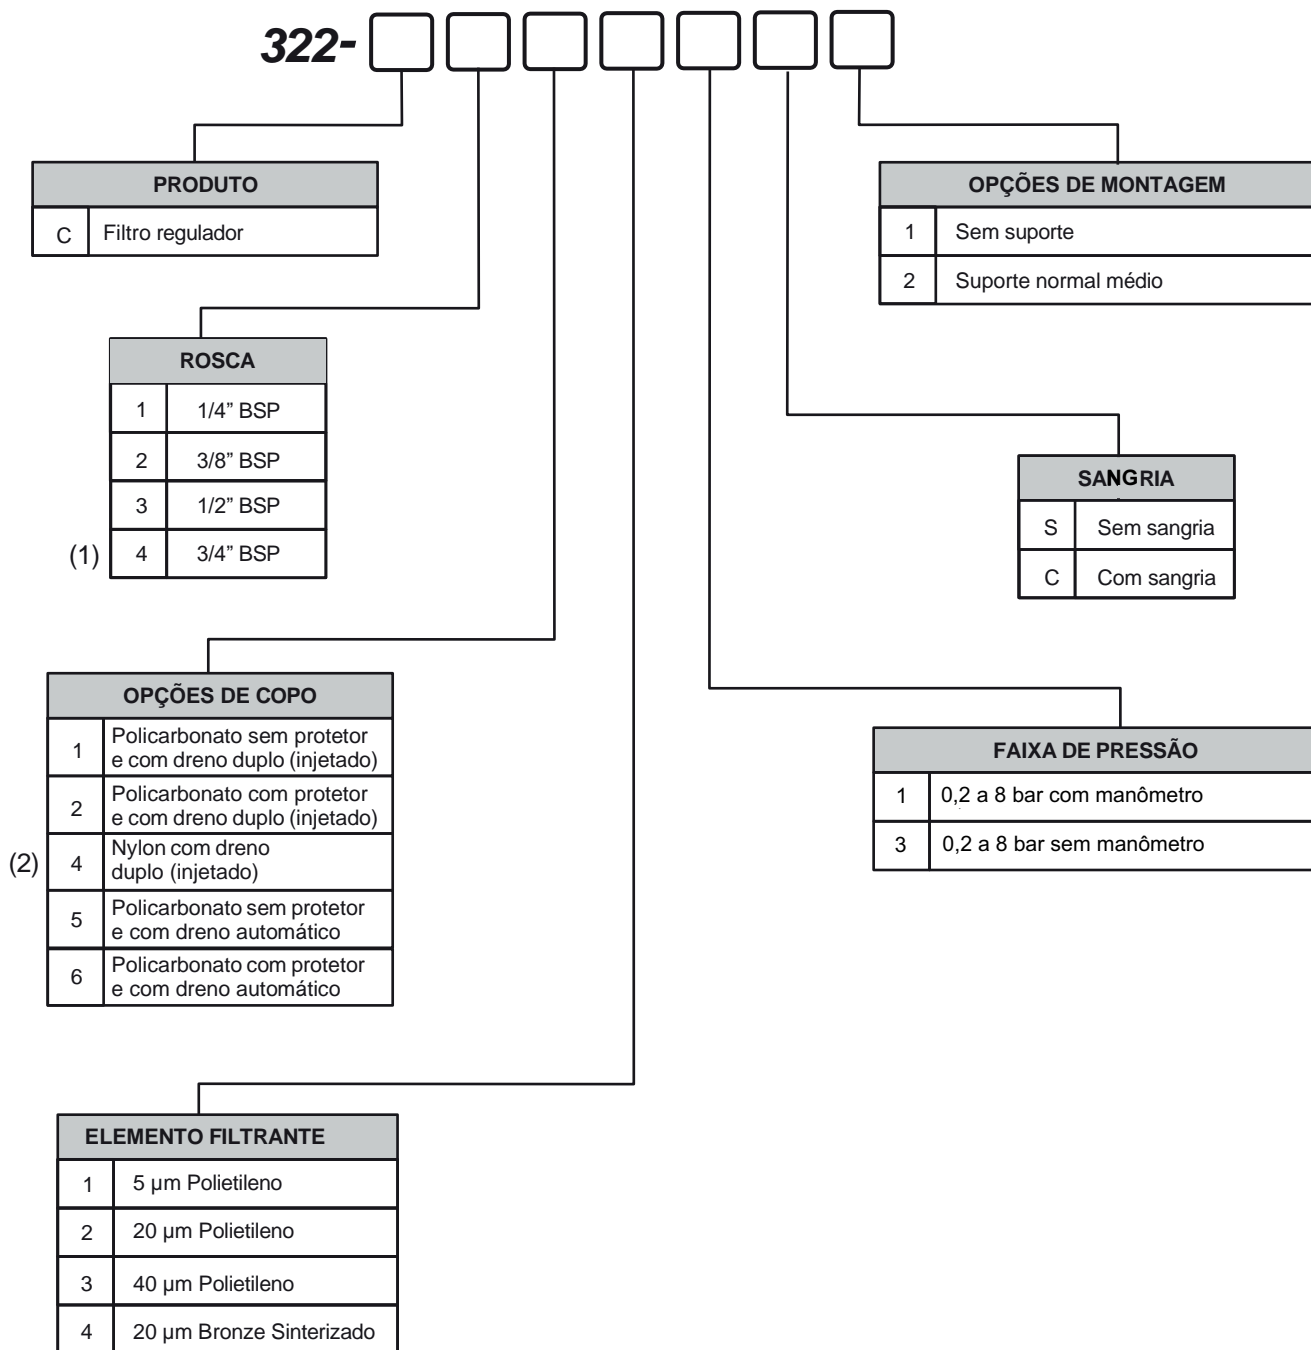 322-
PRODUTO
C Filtro regulador
OPÇÕES DE MONTAGEM
1 Sem suporte
2 Suporte normal médio
ROSCA
1 1/4” BSP
2 3/8” BSP
3 1/2” BSP
(1) 4 3/4” BSP
SANGRIA
S Sem sangria
C Com sangria
OPÇÕES DE COPO
1 Policarbonato sem protetor
e com dreno duplo (injetado)
2 Policarbonato com protetor
e com dreno duplo (injetado)
(2) 4 Nylon com dreno
duplo (injetado)
5 Policarbonato sem protetor
e com dreno automático
6 Policarbonato com protetor
e com dreno automático
FAIXA DE PRESSÃO
1 0,2 a 8 bar com manômetro
3 0,2 a 8 bar sem manômetro
ELEMENTO FILTRANTE
1 5 µm Polietileno
2 20 µm Polietileno
3 40 µm Polietileno
4 20 µm Bronze Sinterizado